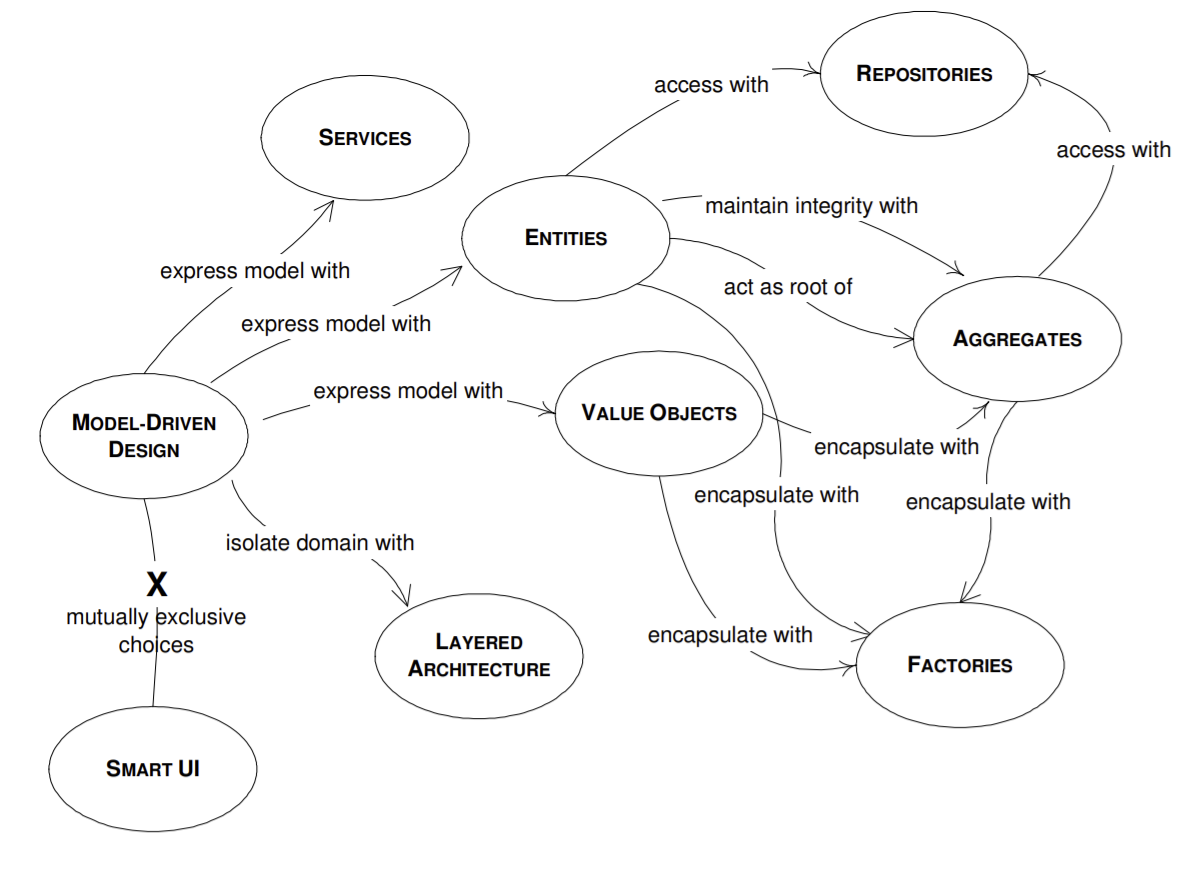 REPOSITORIES
access with
SERVICES
access with
maintain integrity with
ENTITIES
express model with
act as root of
express model with
AGGREGATES
express model with
VALUE OBJECTS
MODEL-DRIVEN
DESIGN
encapsulate with
encapsulate with
encapsulate with
isolate domain with
X
mutually exclusive
choices
encapsulate with
LAYERED
ARCHITECTURE
FACTORIES
SMART UI